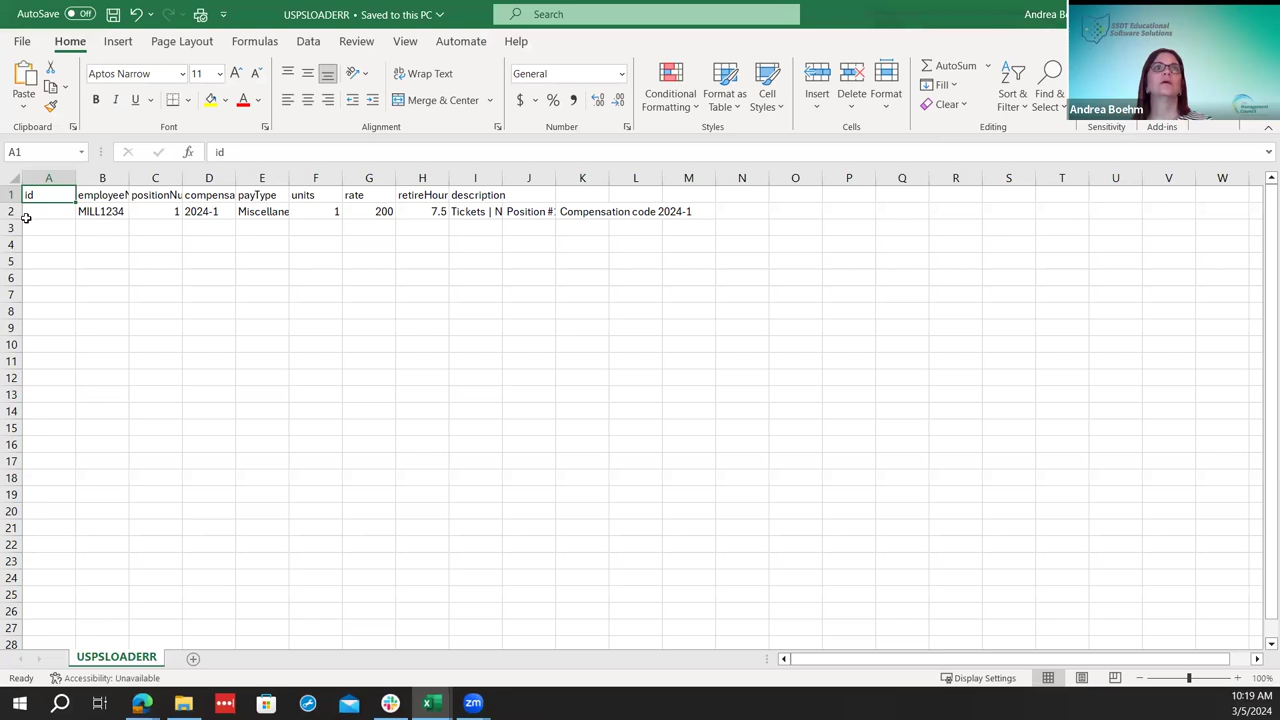 AutoSave Off USPSLOADERR • Saved to this PC Search Andrea Bo
SSDT Educational
Software Solutions
Management
Council
Andrea Boehm
File Home Insert Page Layout Formulas Data Review View Automate Help
Paste
Clipboard
Aptos Narrow 11
B I U
Font
Wrap Text
Merge & Center
Alignment
General
$ % 9
Number
Conditional Formatting
Format as Table
Cell Styles
Styles
Insert Delete Format
Cells
AutoSum
Fill
Clear
Sort & Filter
Find & Select
Editing
Sensitivity Add-ins
A1 fx id
A B C D E F G H I J K L M N O P Q R S T U V W
1 id employeeN positionNu compensa payType units rate retireHour description
2 MILL1234 1 2024-1 Miscellane 1 200 7.5 Tickets | N Position #: Compensation code 2024-1
3
4
5
6
7
8
9
10
11
12
13
14
15
16
17
18
19
20
21
22
23
24
25
26
27
28
USPSLOADERR
Ready Accessibility: Unavailable Display Settings 100%
10:19 AM
3/5/2024